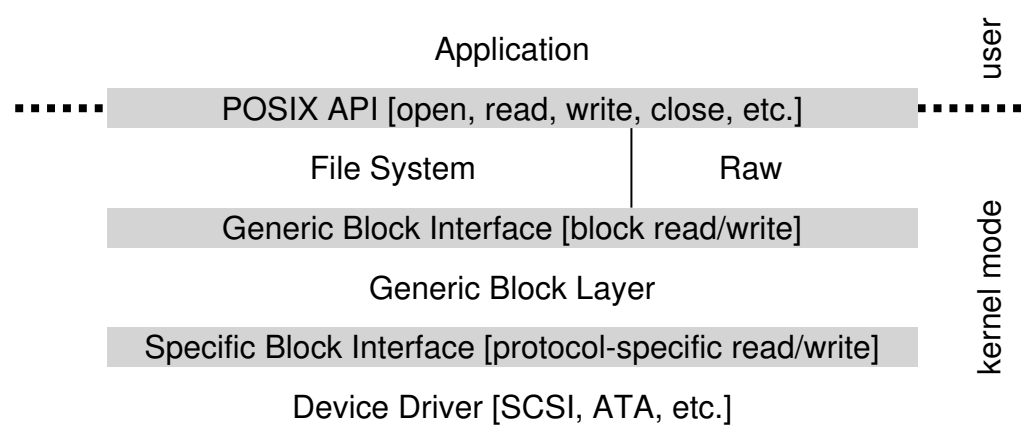 Application
user
POSIX API [open, read, write, close, etc.]
File System
Raw
Generic Block Interface [block read/write]
Generic Block Layer
kernel mode
Specific Block Interface [protocol-specific read/write]
Device Driver [SCSI, ATA, etc.]